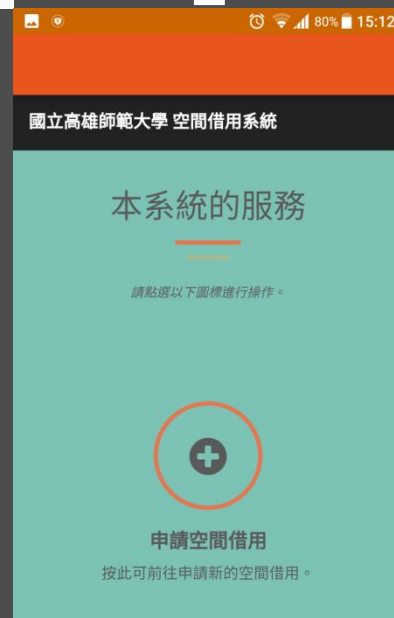 80% 15:12
國立高雄師範大學 空間借用系統
本系統的服務
請點選以下圖標進行操作。
申請空間借用
按此可前往申請新的空間借用。